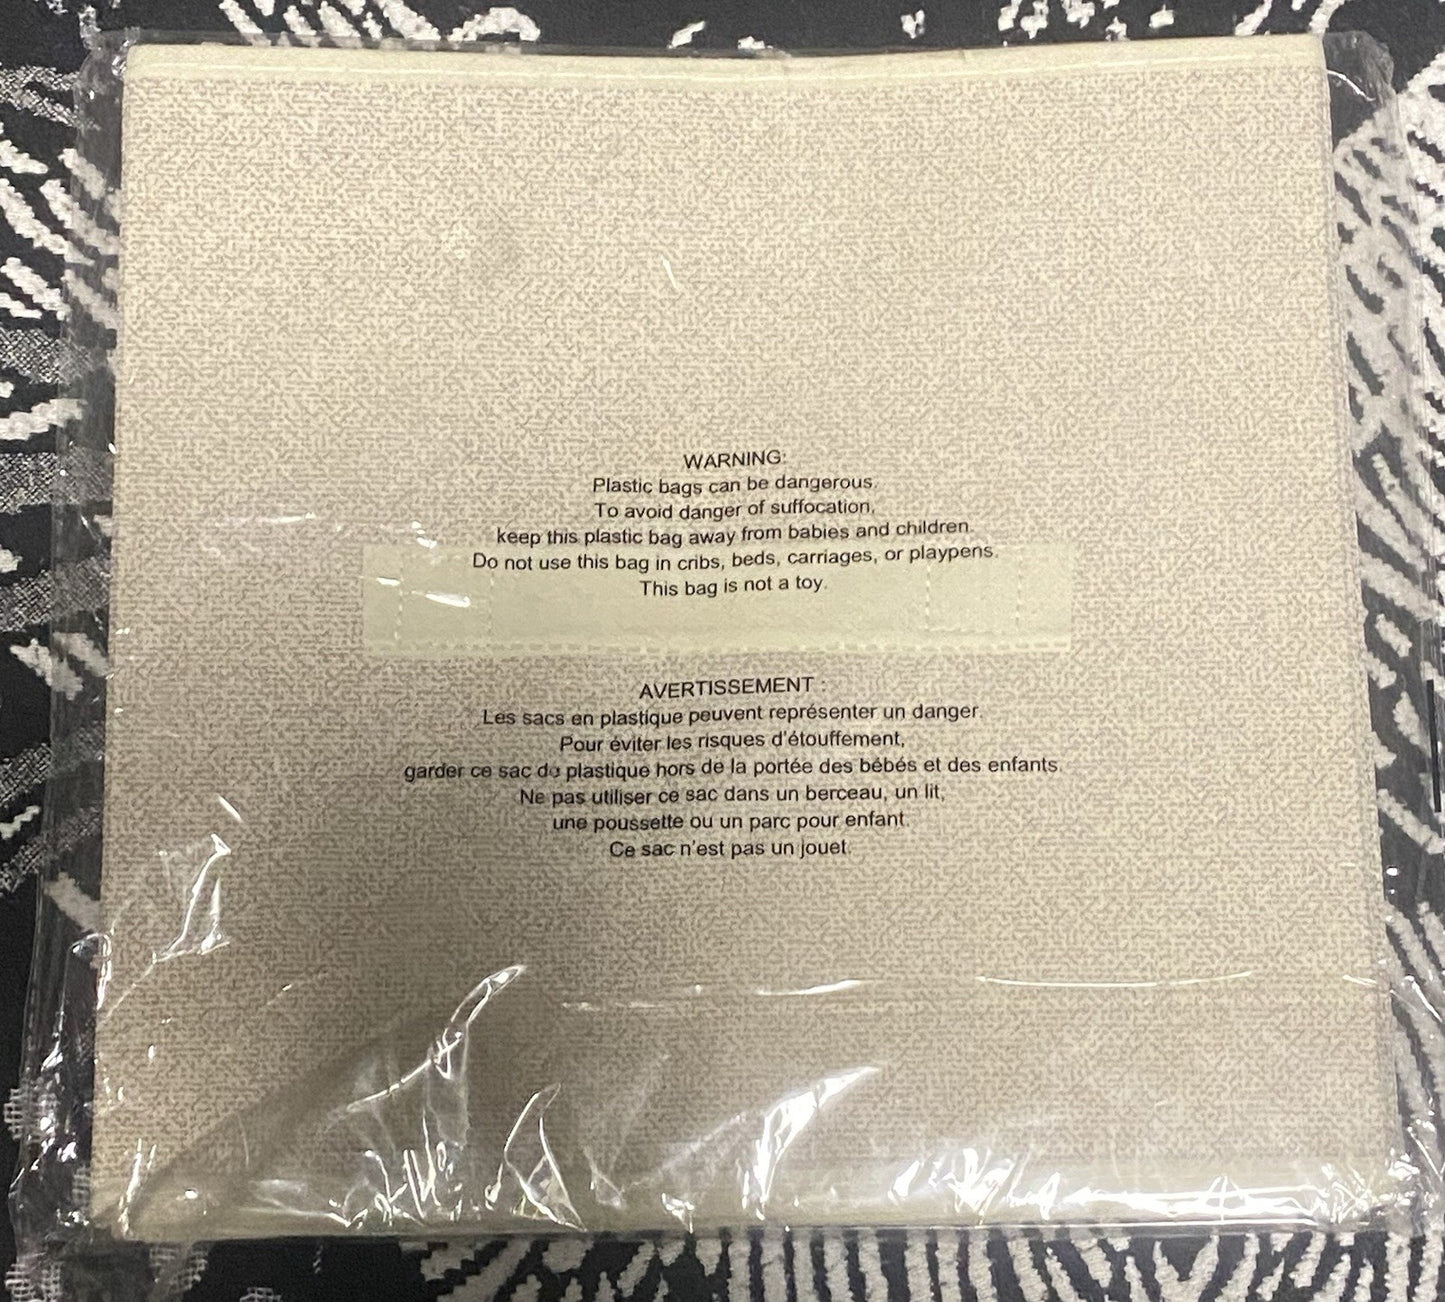 WARNING:
Plastic bags can be dangerous.
To avoid danger of suffocation,
keep this plastic bag away from babies and children.
Do not use this bag in cribs, beds, carriages, or playpens.
This bag is not a toy.
AVERTISSEMENT :
Les sacs en plastique peuvent représenter un danger.
Pour éviter les risques d'étouffement,
garder ce sac de plastique hors de la portée des bébés et des enfants.
Ne pas utiliser ce sac dans un berceau, un lit,
une poussette ou un parc pour enfant.
Ce sac n'est pas un jouet.